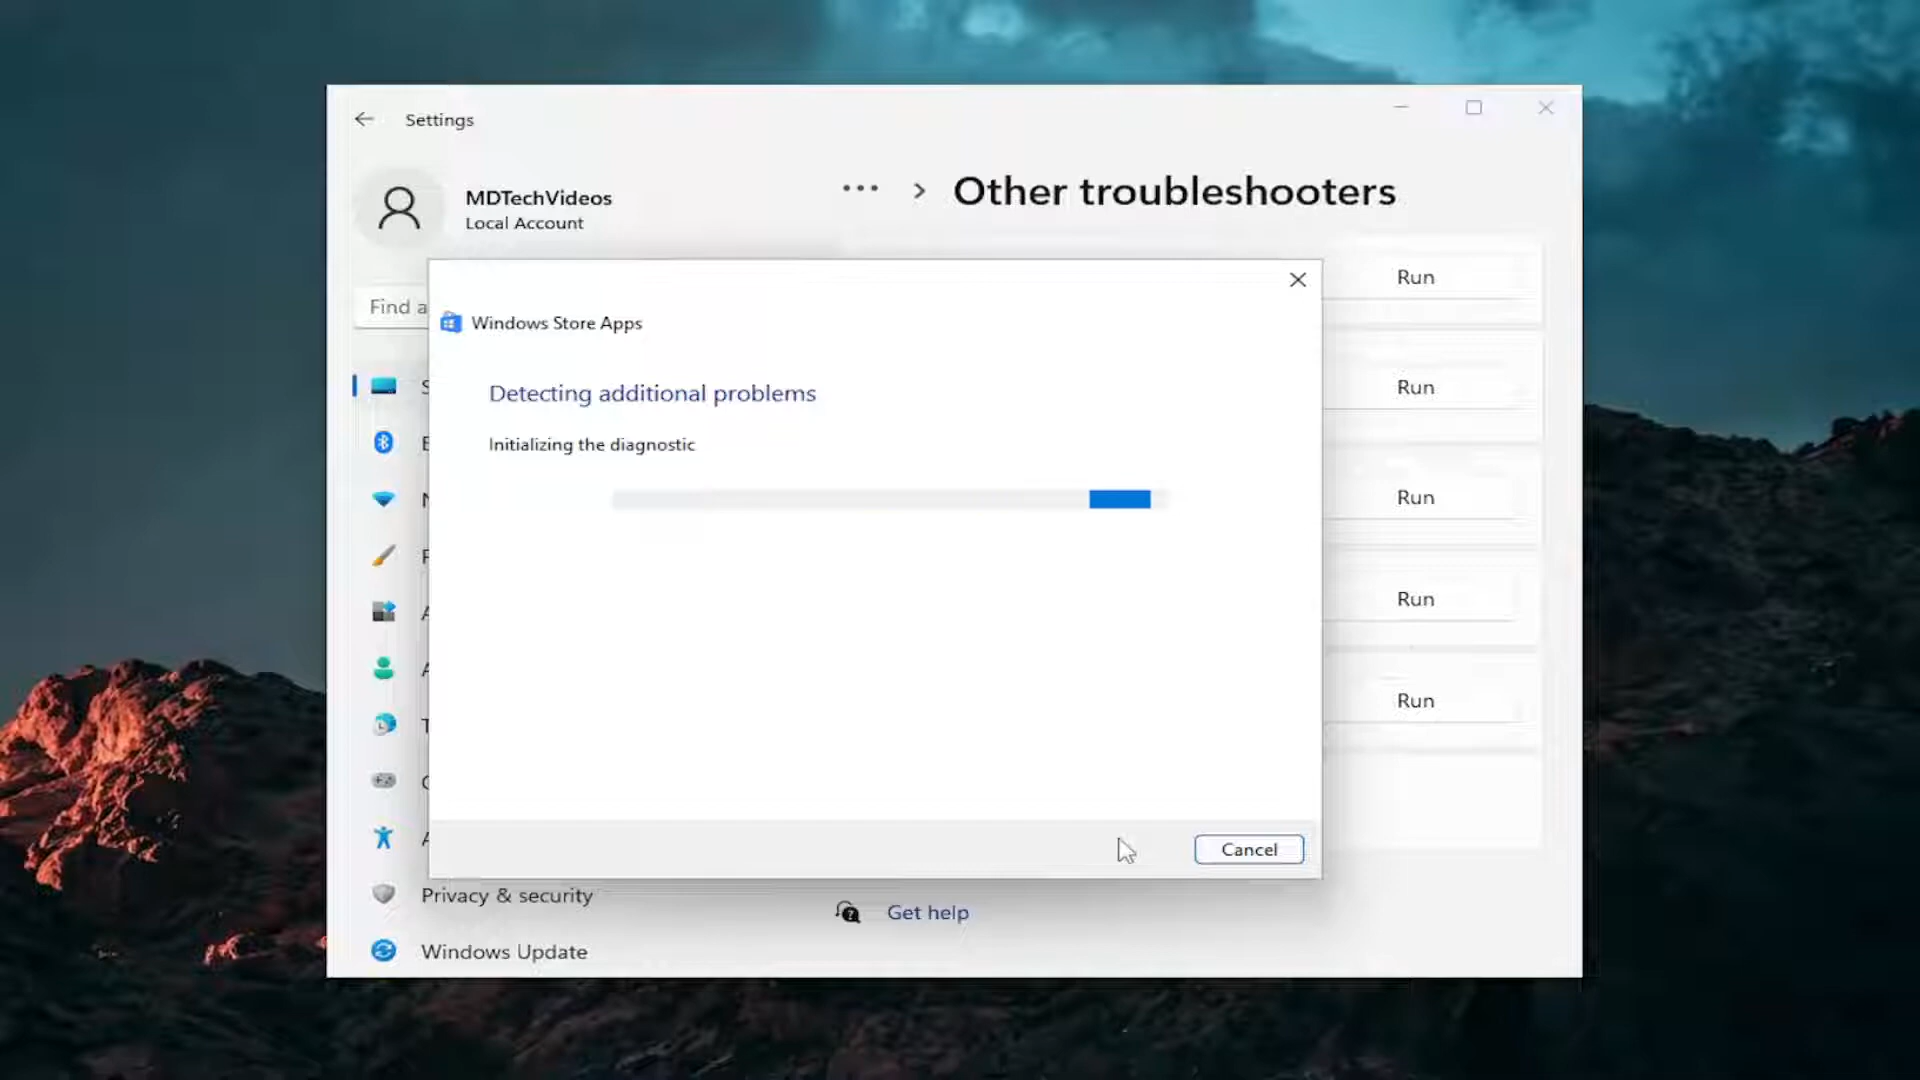 Settings
MDTechVideos
Local Account
... > Other troubleshooters
Find a
Run
Windows Store Apps
Detecting additional problems
Initializing the diagnostic
Run
Run
Run
Run
Cancel
Privacy & security
Get help
Windows Update